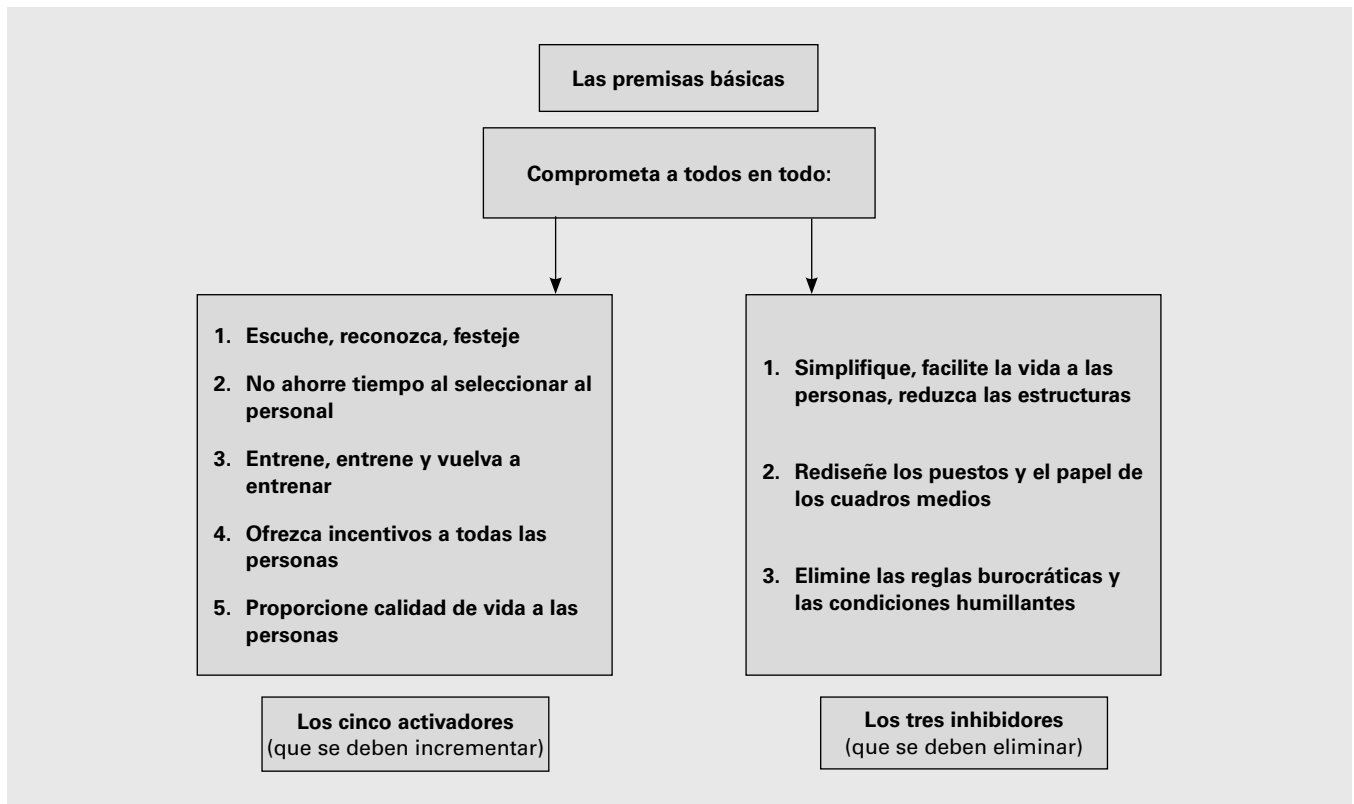 Las premisas básicas
Comprometa a todos en todo:
1. Escuche, reconozca, festeje
2. No ahorre tiempo al seleccionar al
personal
3. Entrene, entrene y vuelva a
entrenar
4. Ofrezca incentivos a todas las
personas
5. Proporcione calidad de vida a las
personas
Los cinco activadores
(que se deben incrementar)
1. Simplifique, facilite la vida a las
personas, reduzca las estructuras
2. Rediseñe los puestos y el papel de
los cuadros medios
3. Elimine las reglas burocráticas y
las condiciones humillantes
Los tres inhibidores
(que se deben eliminar)